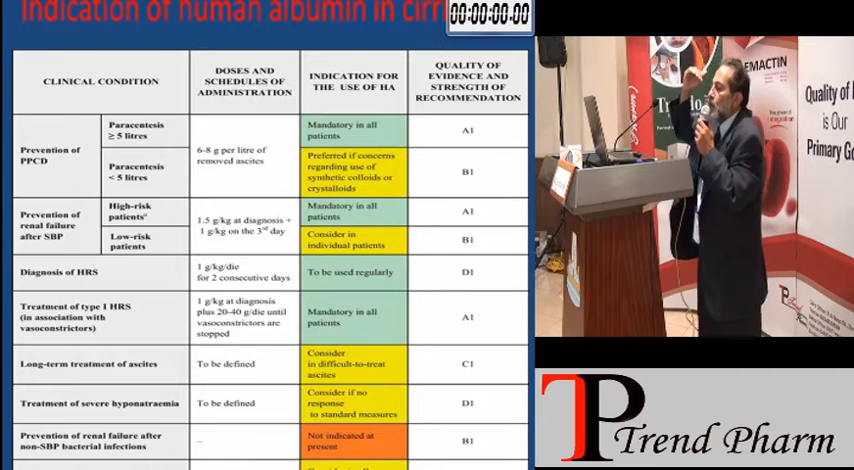 Indication of human albumin in cirr
00:00:00.00
CLINICAL CONDITION
DOSES AND
SCHEDULES OF
ADMINISTRATION
INDICATION FOR
THE USE OF HA
QUALITY OF
EVIDENCE AND
STRENGTH OF
RECOMMENDATION
Prevention of
PPCD
Paracentesis
≥ 5 litres
6-8 g per litre of
removed ascites
Mandatory in all
patients
A1
Paracentesis
< 5 litres
Preferred if concerns
regarding use of
synthetic colloids or
crystalloids
B1
Prevention of
renal failure
after SBP
High-risk
patients
1.5 g/kg at diagnosis +
1 g/kg on the 3rd day
Mandatory in all
patients
A1
Low-risk
patients
Consider in
individual patients
B1
Diagnosis of HRS
1 g/kg/die
for 2 consecutive days
To be used regularly
D1
Treatment of type I HRS
(in association with
vasoconstrictors)
1 g/kg at diagnosis
plus 20-40 g/die until
vasoconstrictors are
stopped
Mandatory in all
patients
A1
Long-term treatment of ascites
To be defined
Consider
in difficult-to-treat
ascites
C1
Treatment of severe hyponatraemia
To be defined
Consider if no
response
to standard measures
D1
Prevention of renal failure after
non-SBP bacterial infections
–
Not indicated at
present
B1
EMACTIN
Quality of
is Our
Primary Go
TP
Trend Pharm
TP Trend Pharm